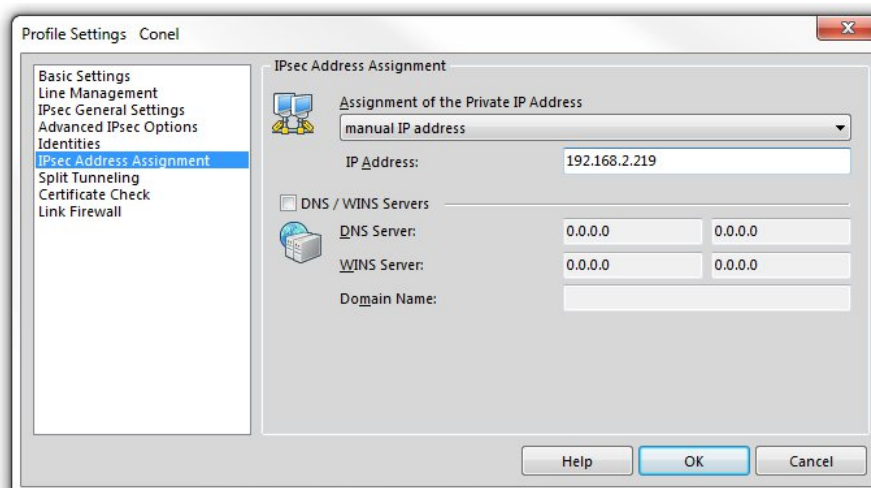 Profile Settings   Conel
x
Basic Settings
Line Management
IPsec General Settings
Advanced IPsec Options
Identities
IPsec Address Assignment
Split Tunneling
Certificate Check
Link Firewall
IPsec Address Assignment
Assignment of the Private IP Address
manual IP address
IP Address: 192.168.2.219
DNS / WINS Servers
DNS Server: 0.0.0.0 0.0.0.0
WINS Server: 0.0.0.0 0.0.0.0
Domain Name:
Help OK Cancel